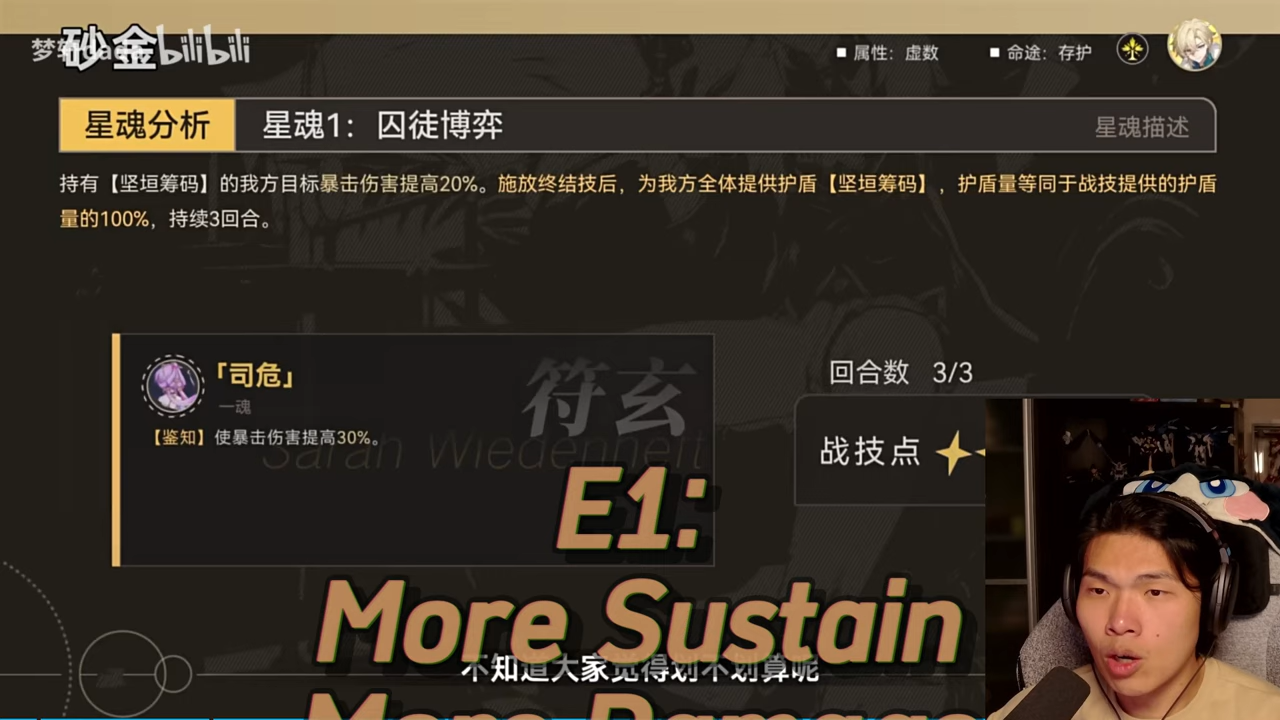 砂金
bilibili
属性：虚数
命途：存护
星魂分析
星魂1：囚徒博弈
星魂描述
持有【坚垣筹码】的我方目标暴击伤害提高20%。施放终结技后，为我方全体提供护盾【坚垣筹码】，护盾量等同于战技提供的护盾
量的100%，持续3回合。
「司危」
一魂
符玄
【鉴知】使暴击伤害提高30%。
Sarah Wiedenheft
回合数 3/3
战技点
E1:
More Sustain
不知道大家觉得划不划算呢
More Damage